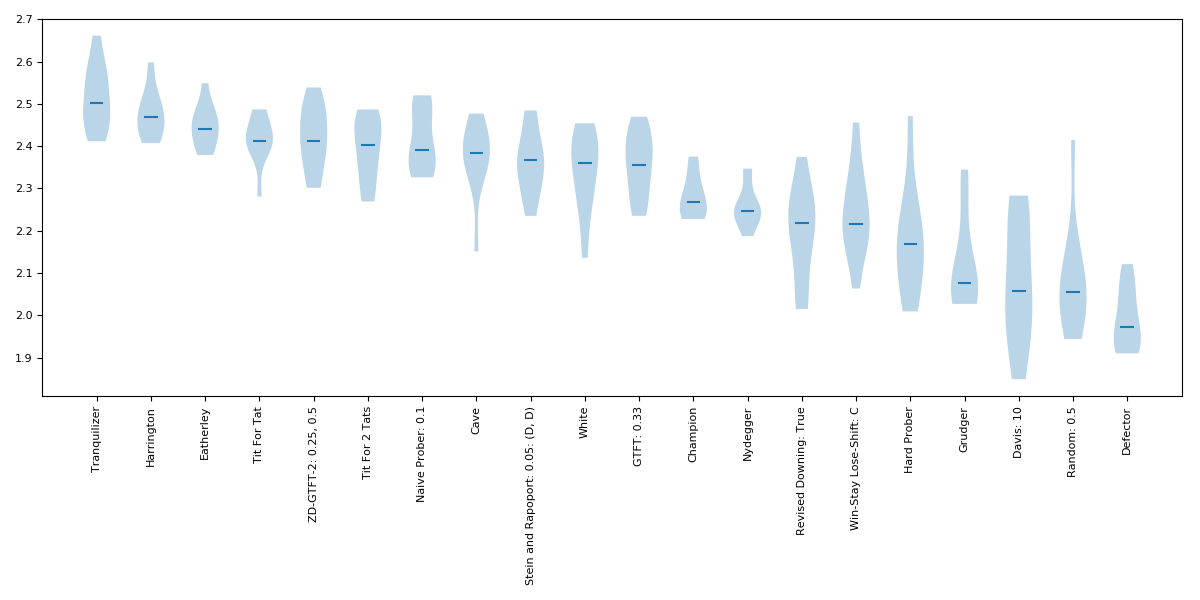 2.7
2.6
2.5
2.4
2.3
2.2
2.1
2.0
1.9
Tranquilizer
Harrington
Eatherley
Tit For Tat
ZD-GTFT-2: 0.25, 0.5
Tit For 2 Tats
Naive Prober: 0.1
Cave
Stein and Rapoport: 0.05: (D, D)
White
GTFT: 0.33
Champion
Nydegger
Revised Downing: True
Win-Stay Lose-Shift: C
Hard Prober
Grudger
Davis: 10
Random: 0.5
Defector